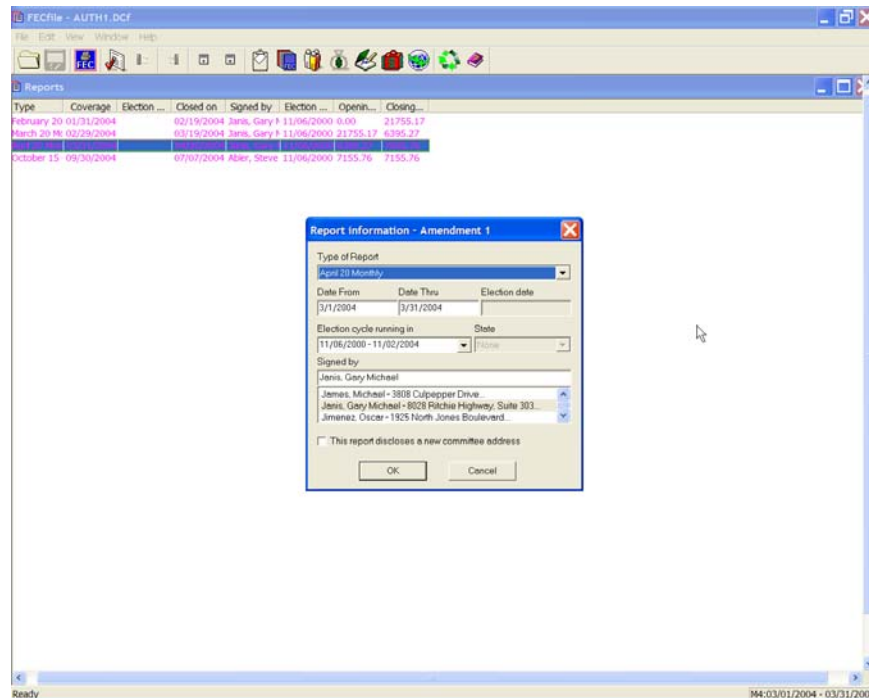 FECfile - AUTH1.DCf
File Edit View Window Help
FEC
Reports
Type Coverage Election ... Closed on Signed by Election ... Openin... Closing...
February 20 01/31/2004 02/19/2004 Janis, Gary M 11/06/2000 0.00 21755.17
March 20 Mc 02/29/2004 03/19/2004 Janis, Gary M 11/06/2000 21755.17 6395.27
October 15 09/30/2004 07/07/2004 Abler, Steve 11/06/2000 7155.76 7155.76
Report Information - Amendment 1
Type of Report
April 20 Monthly
Date From Date Thru Election date
3/1/2004 3/31/2004
Election cycle running in State
11/06/2000 - 11/02/2004 None
Signed by
Janis, Gary Michael
James, Michael - 3808 Culpepper Drive...
Janis, Gary Michael - 8028 Ritchie Highway, Suite 303...
Jimenez, Oscar - 1925 North Jones Boulevard...
This report discloses a new committee address
OK Cancel
Ready M4:03/01/2004 - 03/31/200